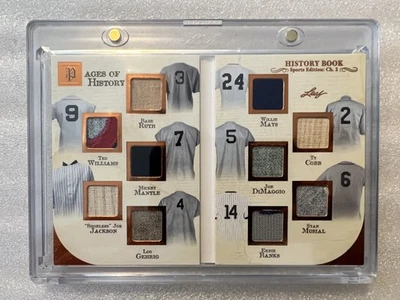 P
AGES OF
HISTORY
3
9
BABE
RUTH
TED
WILLIAMS
7
MICKEY
MANTLE
"SHOELESS" JOE
JACKSON
4
LOU
GEHRIG
HISTORY BOOK
Sports Edition: Ch. 3
Leaf
24
WILLIE
MAYS
2
TY
COBB
5
JOE
DIMAGGIO
6
STAN
MUSIAL
14
ERNIE
BANKS